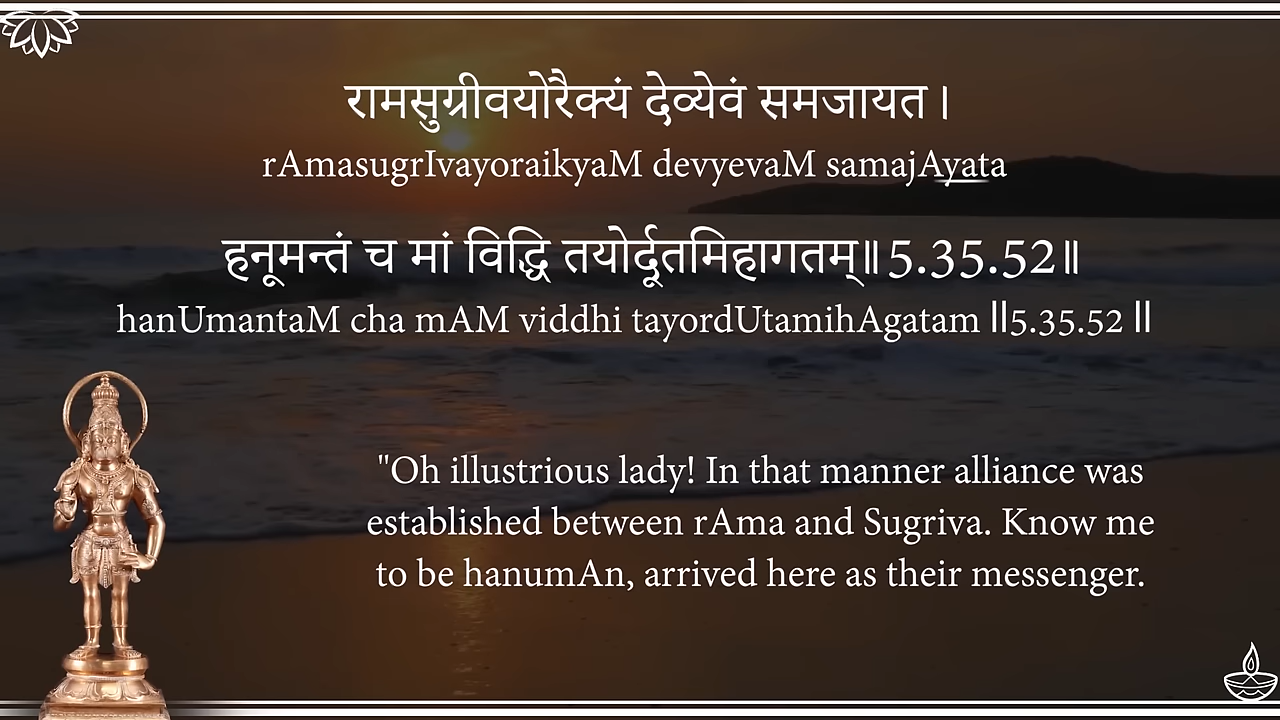 रामसुग्रीवयोरैक्यं देव्येवं समजायत।
rAmasugrIvayoraikyaM devyevaM samajAyata
हनूमन्तं च मां विद्धि तयोर्दूतमिहागतम्॥5.35.52॥
hanUmantaM cha mAM viddhi tayordUtamihAgatam ॥5.35.52 ॥
"Oh illustrious lady! In that manner alliance was
established between rAma and Sugriva. Know me
to be hanumAn, arrived here as their messenger.